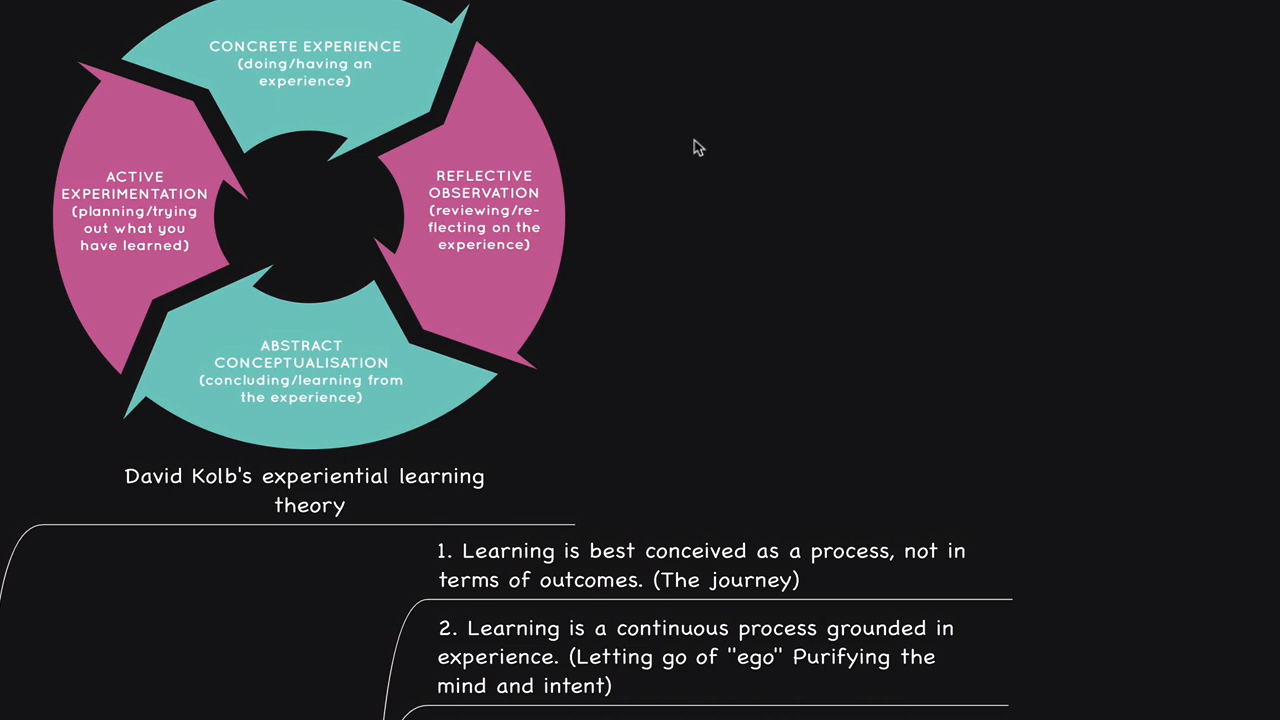 CONCRETE EXPERIENCE
(doing/having an
experience)
ACTIVE
EXPERIMENTATION
(planning/trying
out what you
have learned)
REFLECTIVE
OBSERVATION
(reviewing/re-
flecting on the
experience)
ABSTRACT
CONCEPTUALISATION
(concluding/learning from
the experience)
David Kolb's experiential learning
theory
1. Learning is best conceived as a process, not in
terms of outcomes. (The journey)
2. Learning is a continuous process grounded in
experience. (Letting go of "ego" Purifying the
mind and intent)